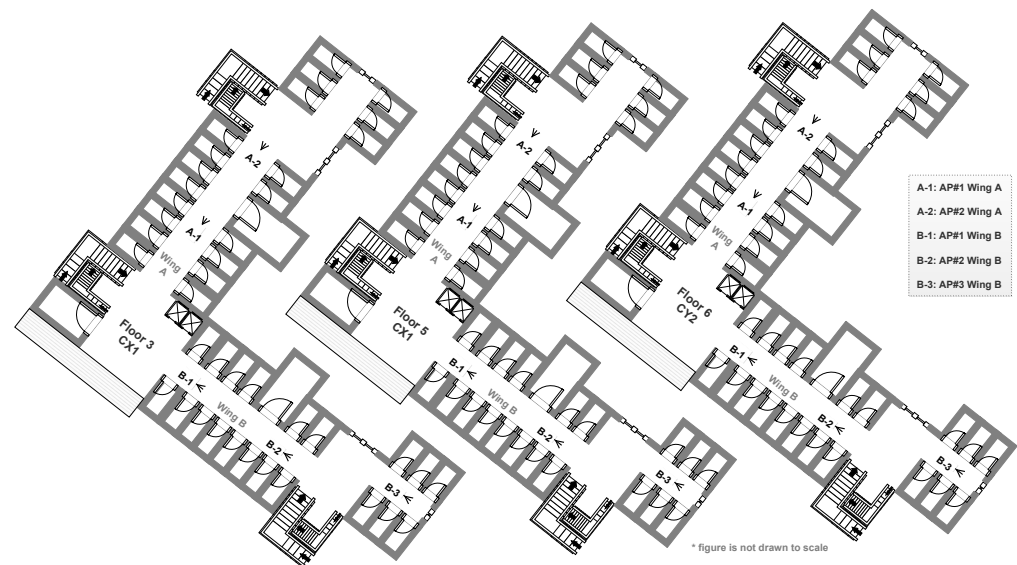 A-2
A-1
Wing
A
Floor 3
CX1
B-1
Wing B
B-2
B-3
A-2
A-1
Wing
A
Floor 5
CX1
B-1
Wing B
B-2
B-3
A-2
A-1
Wing
A
Floor 6
CY2
B-1
Wing B
B-2
B-3
A-1: AP#1 Wing A
A-2: AP#2 Wing A
B-1: AP#1 Wing B
B-2: AP#2 Wing B
B-3: AP#3 Wing B
* figure is not drawn to scale